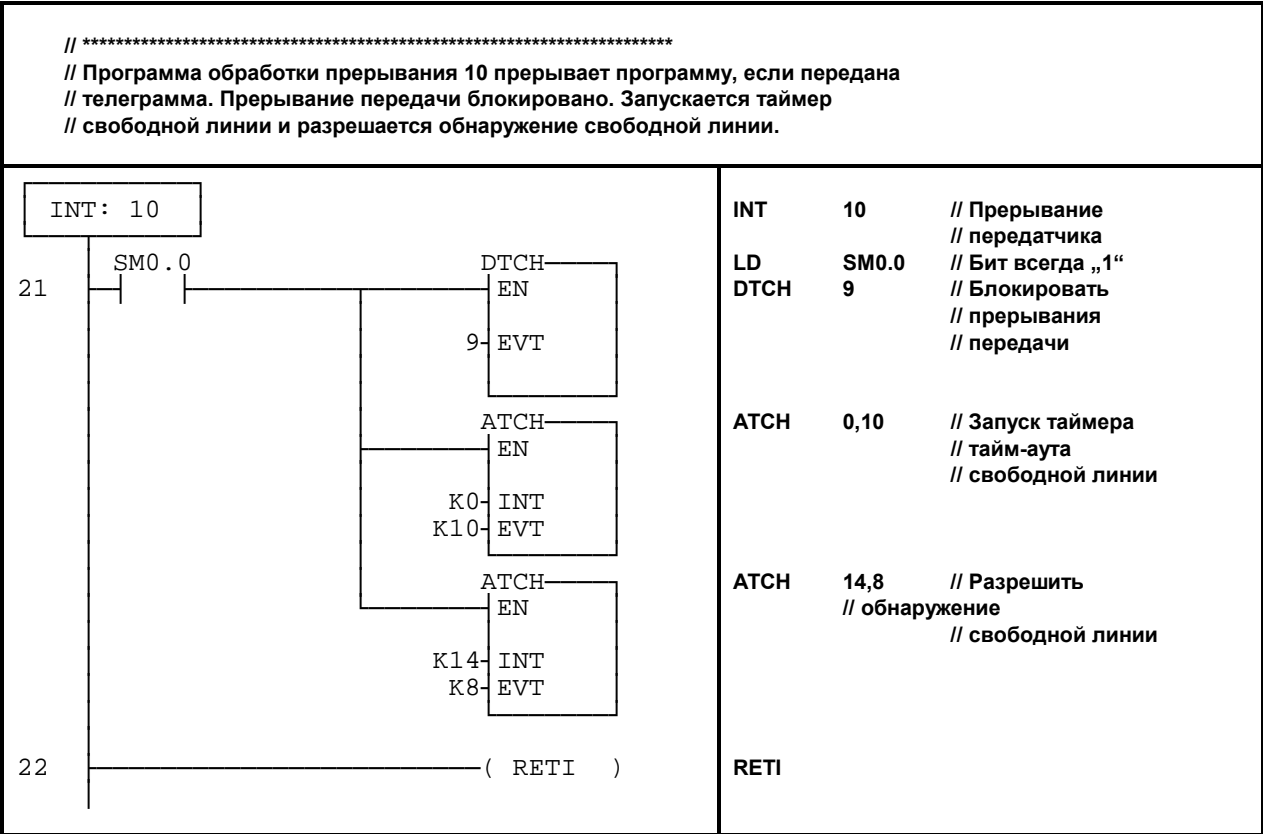 // ***********************************************************************
// Программа обработки прерывания 10 прерывает программу, если передана
// телеграмма. Прерывание передачи блокировано. Запускается таймер
// свободной линии и разрешается обнаружение свободной линии.
INT: 10
SM0.0
21
DTCH
EN
9 EVT
ATCH
EN
K0 INT
K10 EVT
ATCH
EN
K14 INT
K8 EVT
22
( RETI )
INT 10 // Прерывание
// передатчика
LD SM0.0 // Бит всегда „1“
DTCH 9 // Блокировать
// прерывания
// передачи
ATCH 0,10 // Запуск таймера
// тайм-аута
// свободной линии
ATCH 14,8 // Разрешить
// обнаружение
// свободной линии
RETI